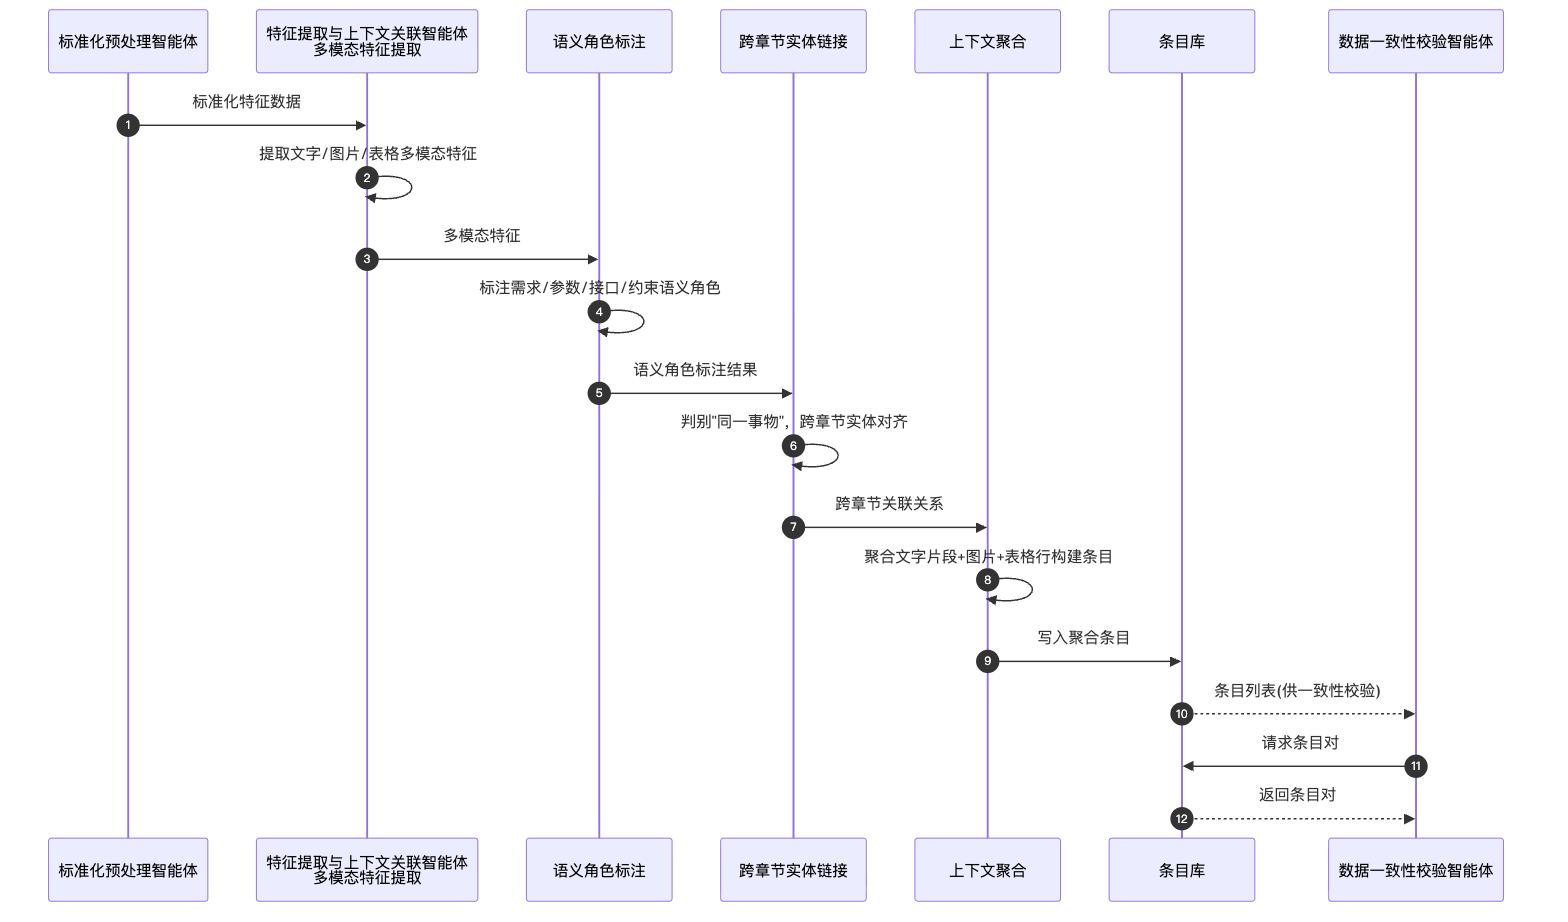 标准化预处理智能体
特征提取与上下文关联智能体
多模态特征提取
语义角色标注
跨章节实体链接
上下文聚合
条目库
数据一致性校验智能体
标准化特征数据
1
提取文字/图片/表格多模态特征
2
多模态特征
3
标注需求/参数/接口/约束语义角色
4
语义角色标注结果
5
判别"同一事物"，跨章节实体对齐
6
跨章节关联关系
7
聚合文字片段+图片+表格行构建条目
8
写入聚合条目
9
条目列表(供一致性校验)
10
请求条目对
11
返回条目对
12
标准化预处理智能体
特征提取与上下文关联智能体
多模态特征提取
语义角色标注
跨章节实体链接
上下文聚合
条目库
数据一致性校验智能体